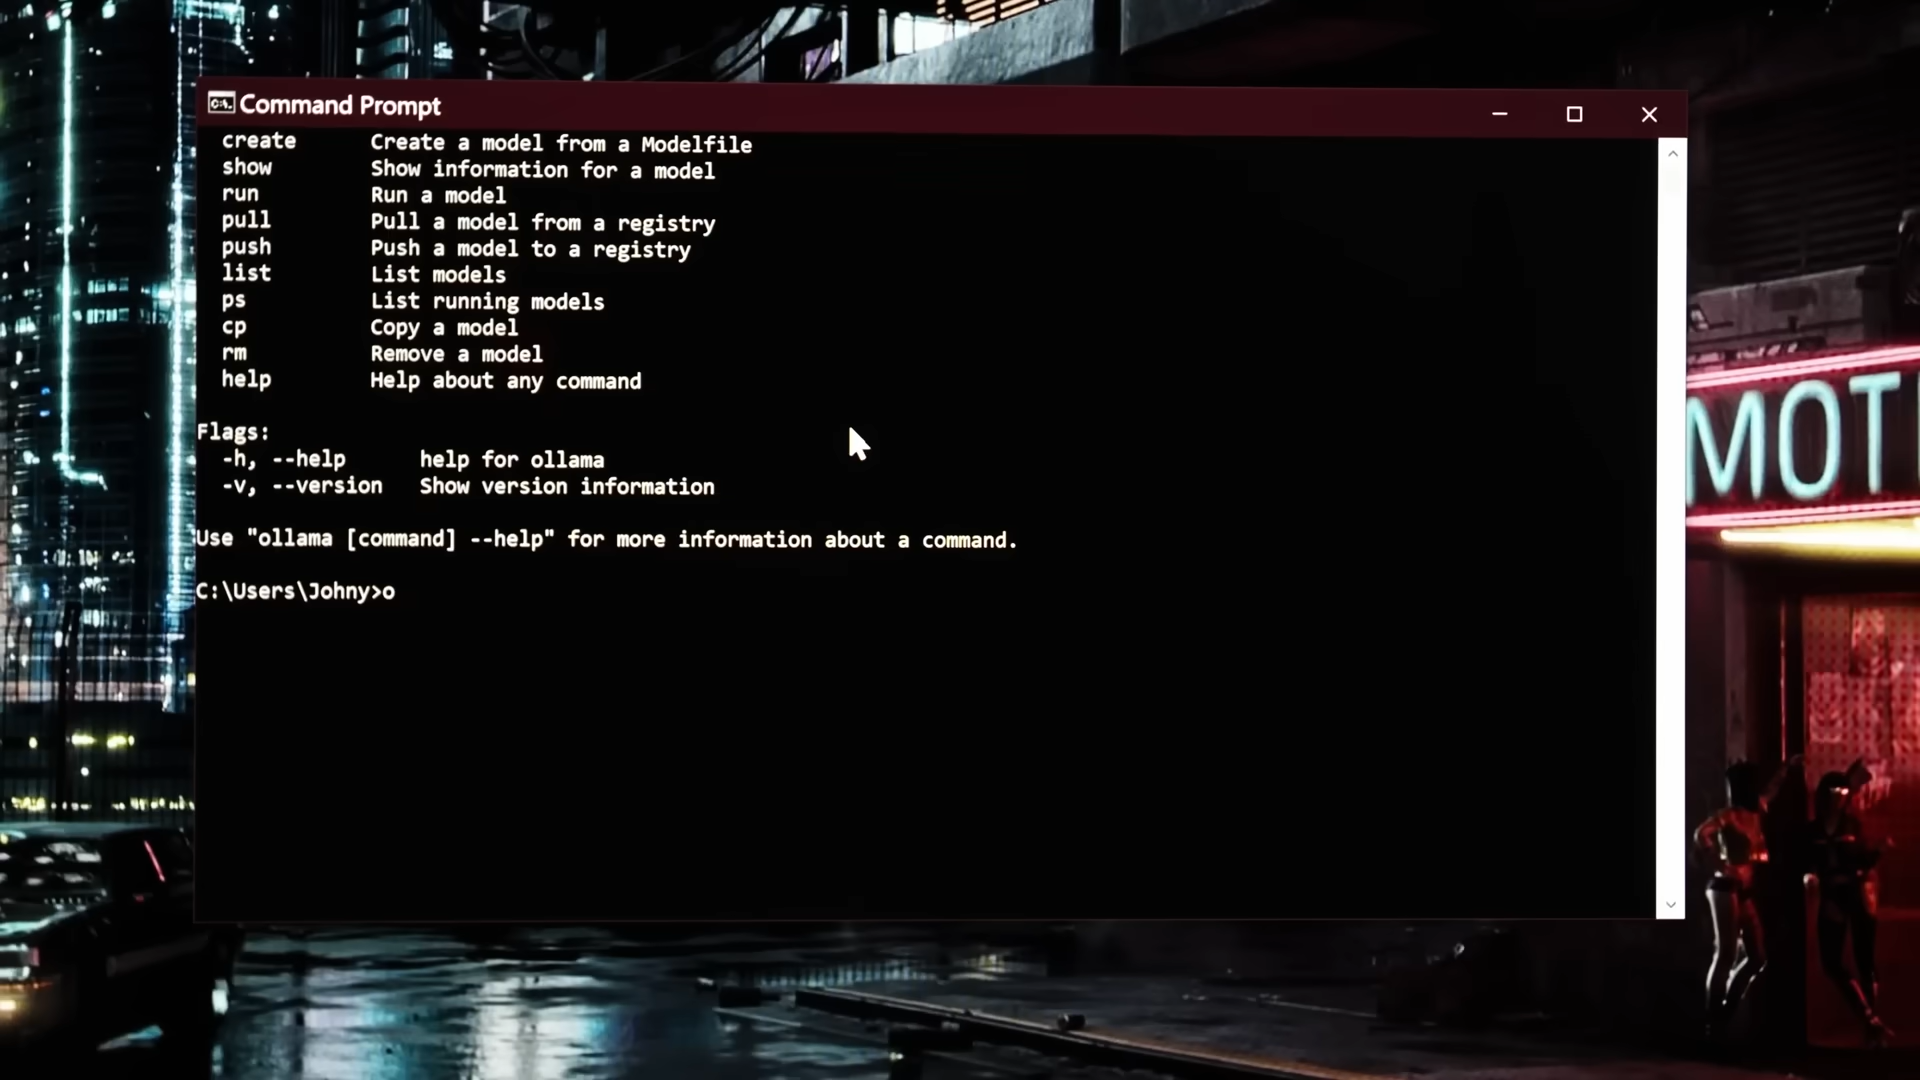 Command Prompt
create Create a model from a Modelfile
show Show information for a model
run Run a model
pull Pull a model from a registry
push Push a model to a registry
list List models
ps List running models
cp Copy a model
rm Remove a model
help Help about any command
Flags:
-h, --help help for ollama
-v, --version Show version information
Use "ollama [command] --help" for more information about a command.
C:\Users\Johny>o
MOT